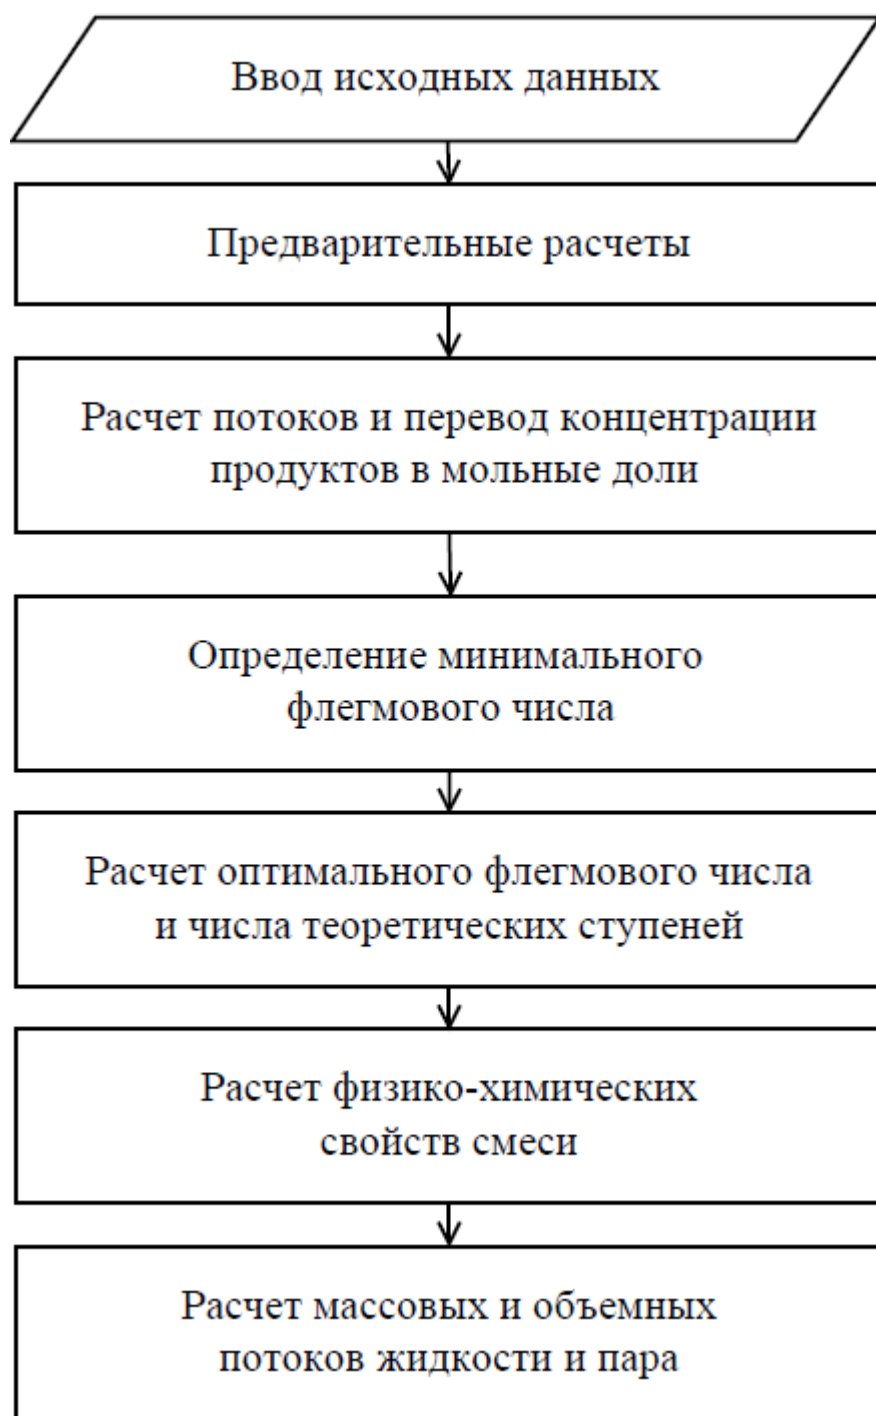 Ввод исходных данных
Предварительные расчеты
Расчет потоков и перевод концентрации
продуктов в мольные доли
Определение минимального
флегмового числа
Расчет оптимального флегмового числа
и числа теоретических ступеней
Расчет физико-химических
свойств смеси
Расчет массовых и объемных
потоков жидкости и пара